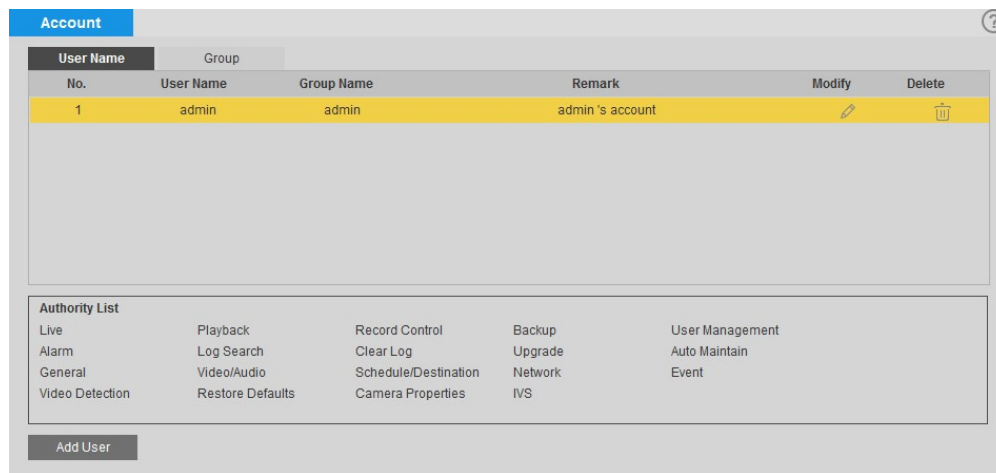 Account
?
User Name Group
No. User Name Group Name Remark Modify Delete
1 admin admin admin 's account
Authority List
Live Playback Record Control Backup User Management
Alarm Log Search Clear Log Upgrade Auto Maintain
General Video/Audio Schedule/Destination Network Event
Video Detection Restore Defaults Camera Properties IVS
Add User